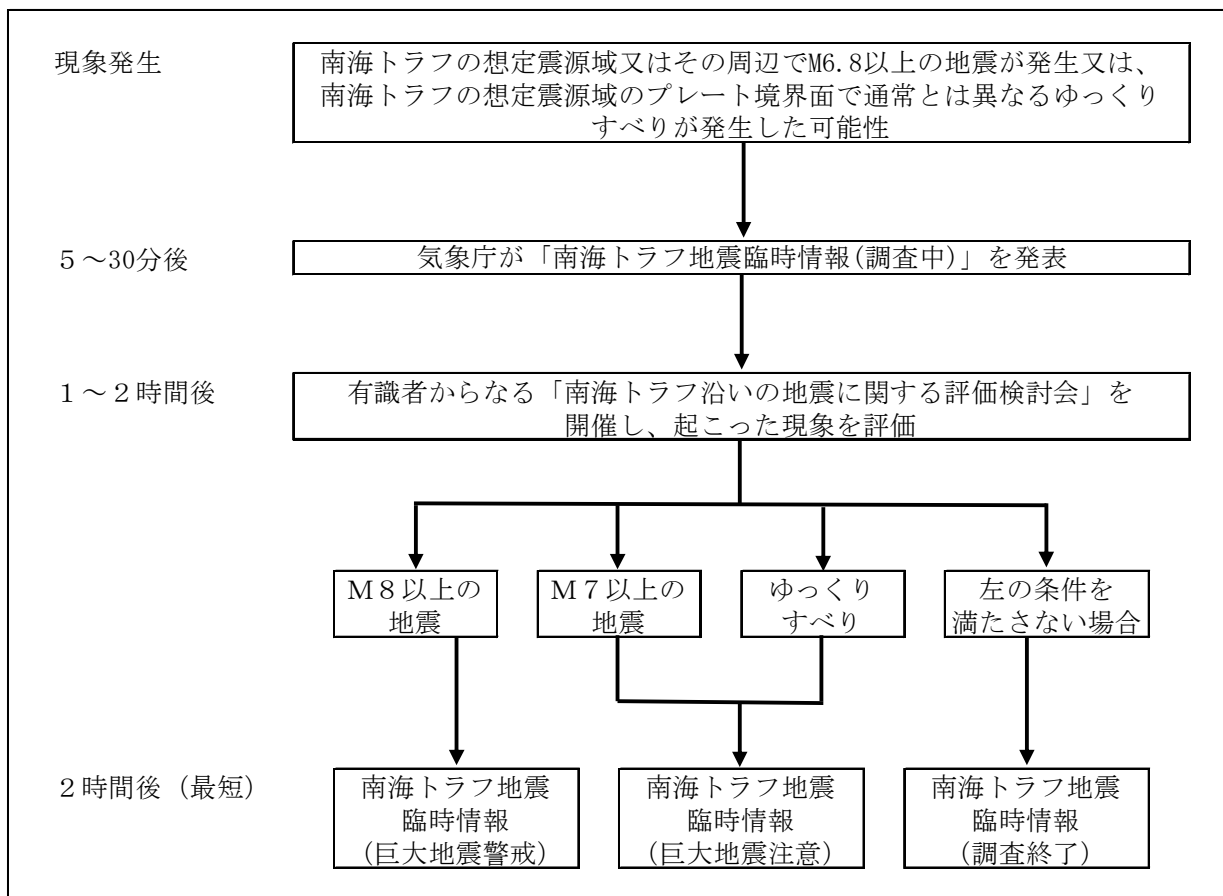 現象発生
南海トラフの想定震源域又はその周辺でM6.8以上の地震が発生又は、
南海トラフの想定震源域のプレート境界面で通常とは異なるゆっくり
すべりが発生した可能性
５～30分後
気象庁が「南海トラフ地震臨時情報(調査中)」を発表
１～２時間後
有識者からなる「南海トラフ沿いの地震に関する評価検討会」を
開催し、起こった現象を評価
Ｍ８以上の
地震
Ｍ７以上の
地震
ゆっくり
すべり
左の条件を
満たさない場合
２時間後（最短）
南海トラフ地震
臨時情報
(巨大地震警戒)
南海トラフ地震
臨時情報
(巨大地震注意)
南海トラフ地震
臨時情報
(調査終了)